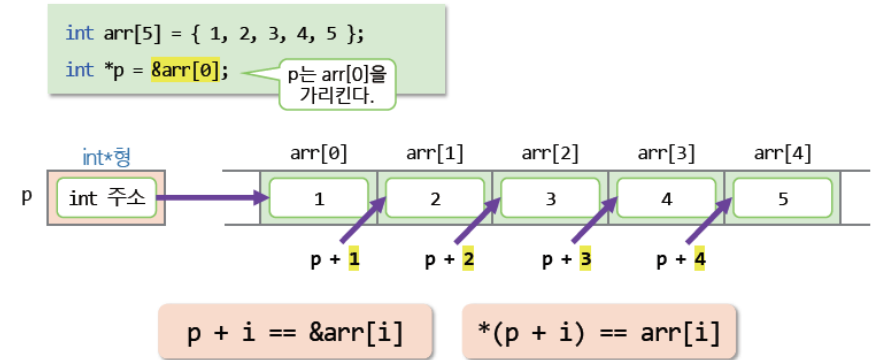 int arr[5] = { 1, 2, 3, 4, 5 };
int *p = &arr[0];
p는 arr[0]을
가리킨다.
int*형
arr[0] arr[1] arr[2] arr[3] arr[4]
p int 주소 1 2 3 4 5
p + 1 p + 2 p + 3 p + 4
p + i == &arr[i] *(p + i) == arr[i]